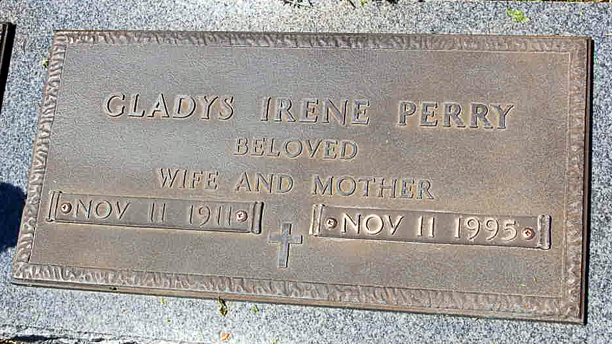 GLADYS IRENE PERRY
BELOVED
WIFE AND MOTHER
NOV 11 1911 NOV 11 1995